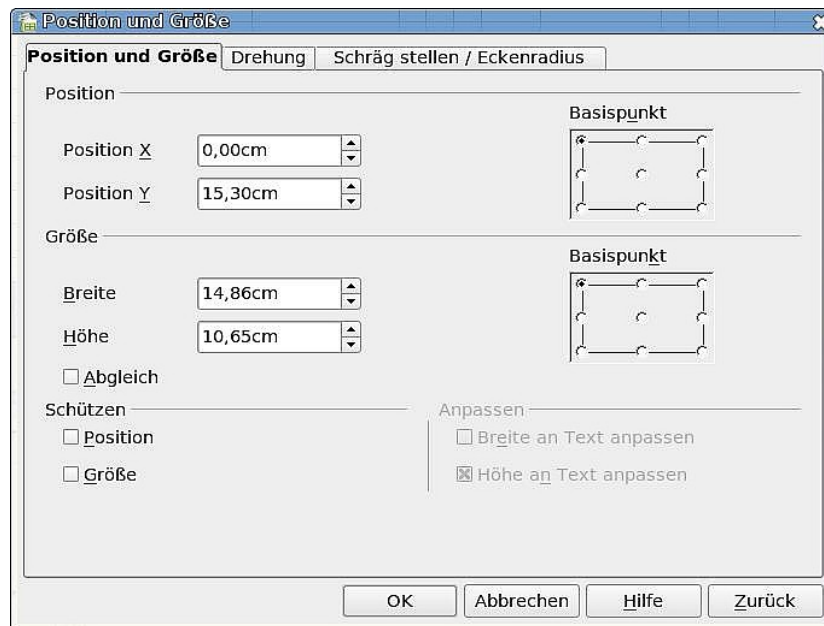 Position und Größe
Position und Größe Drehung Schräg stellen / Eckenradius
Position
Basispunkt
Position X 0,00cm
Position Y 15,30cm
Größe
Basispunkt
Breite 14,86cm
Höhe 10,65cm
Abgleich
Schützen Anpassen
Position Breite an Text anpassen
Größe Höhe an Text anpassen
OK Abbrechen Hilfe Zurück